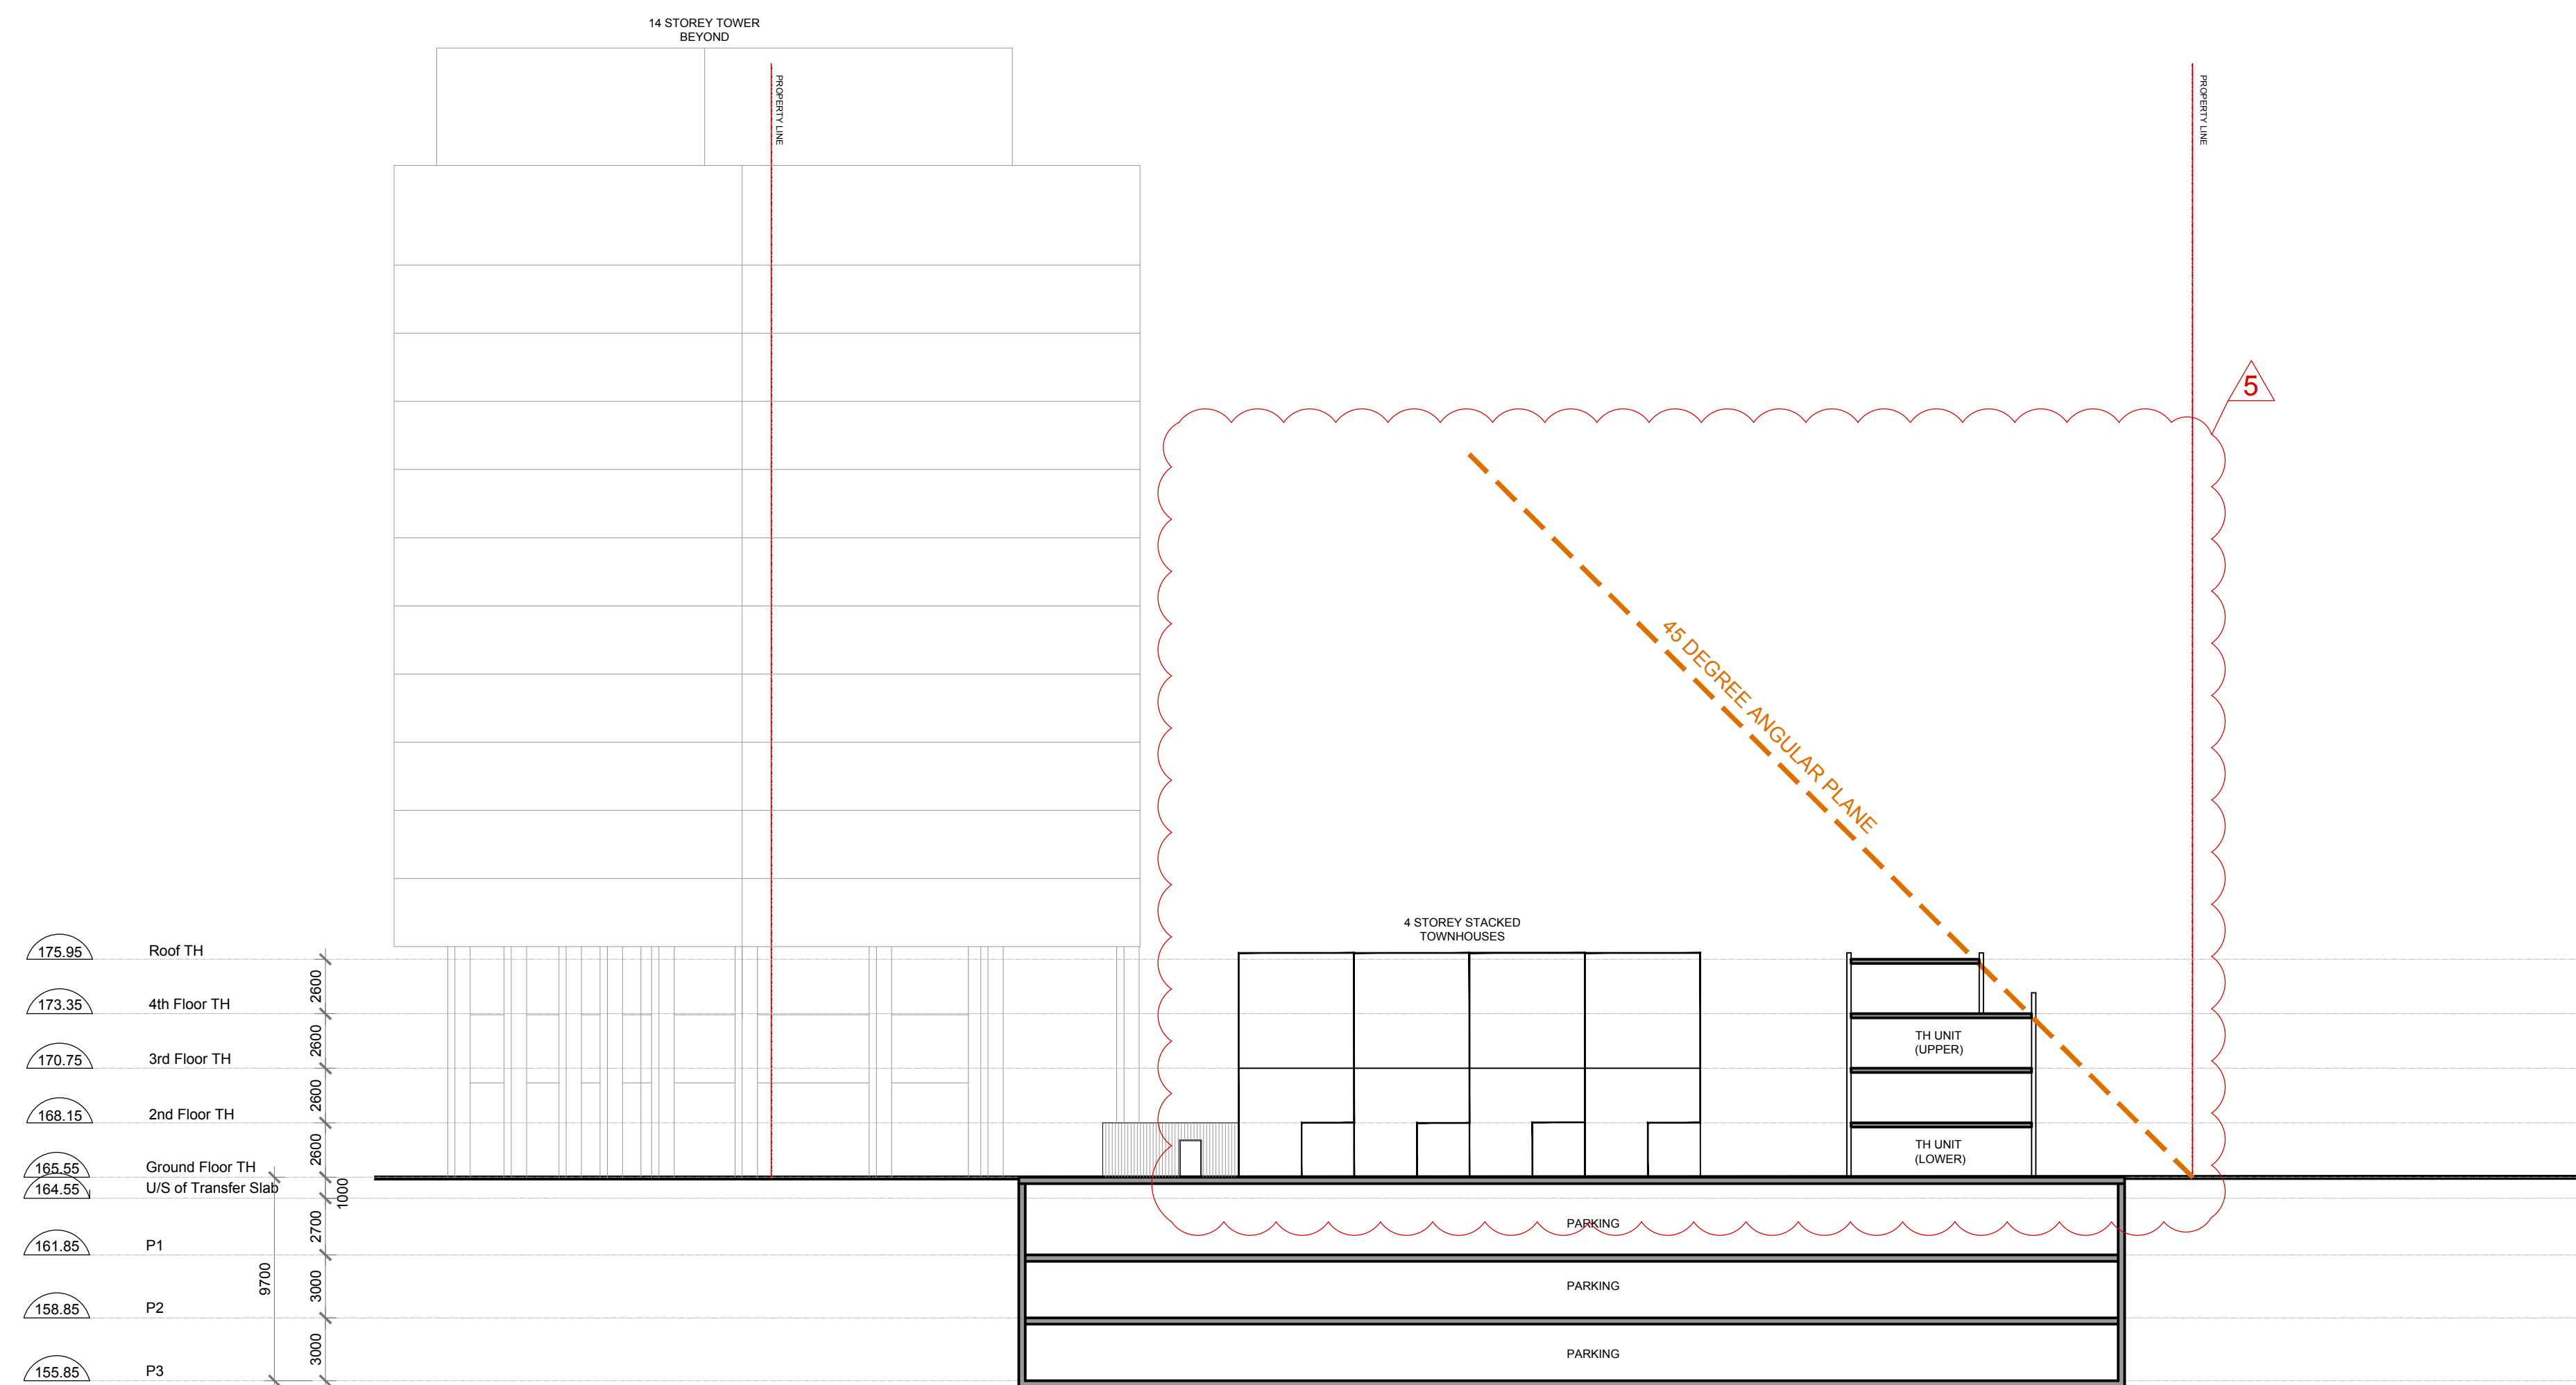 14 STOREY TOWER
BEYOND
PROPERTY LINE
PROPERTY LINE
5
45 DEGREE ANGULAR PLANE
4 STOREY STACKED
TOWNHOUSES
175.95 Roof TH
2600
173.35 4th Floor TH
2600
TH UNIT
(UPPER)
170.75 3rd Floor TH
2600
168.15 2nd Floor TH
2600
TH UNIT
(LOWER)
165.55 Ground Floor TH
164.55 U/S of Transfer Slab
1000
2700
PARKING
161.85 P1
9700
3000
PARKING
158.85 P2
3000
PARKING
155.85 P3